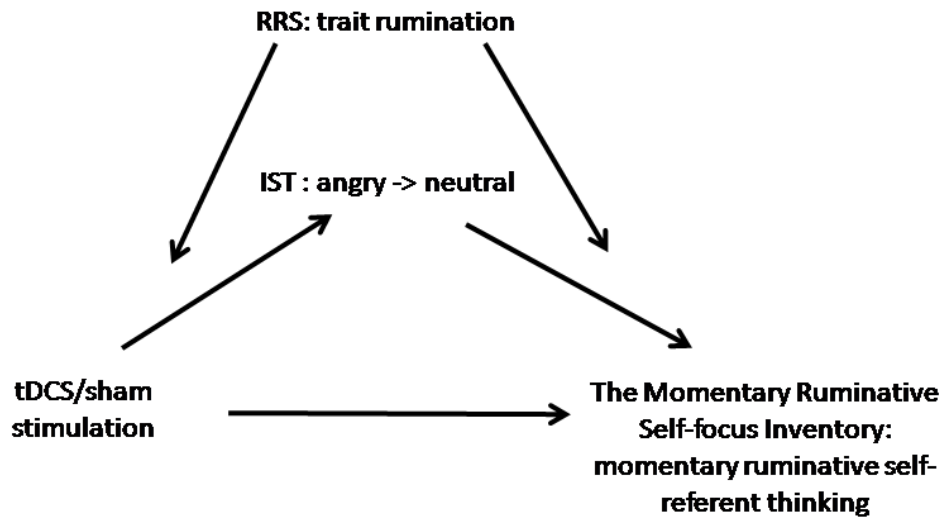 RRS: trait rumination
IST : angry -> neutral
tDCS/sham
stimulation
The Momentary Ruminative
Self-focus Inventory:
momentary ruminative self-
referent thinking